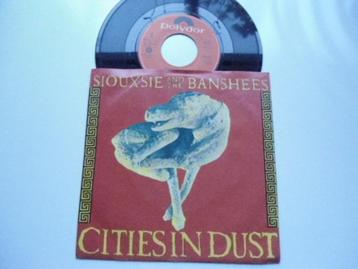 Polydor
SIOUXSIE AND THE BANSHEES
CITIES IN DUST